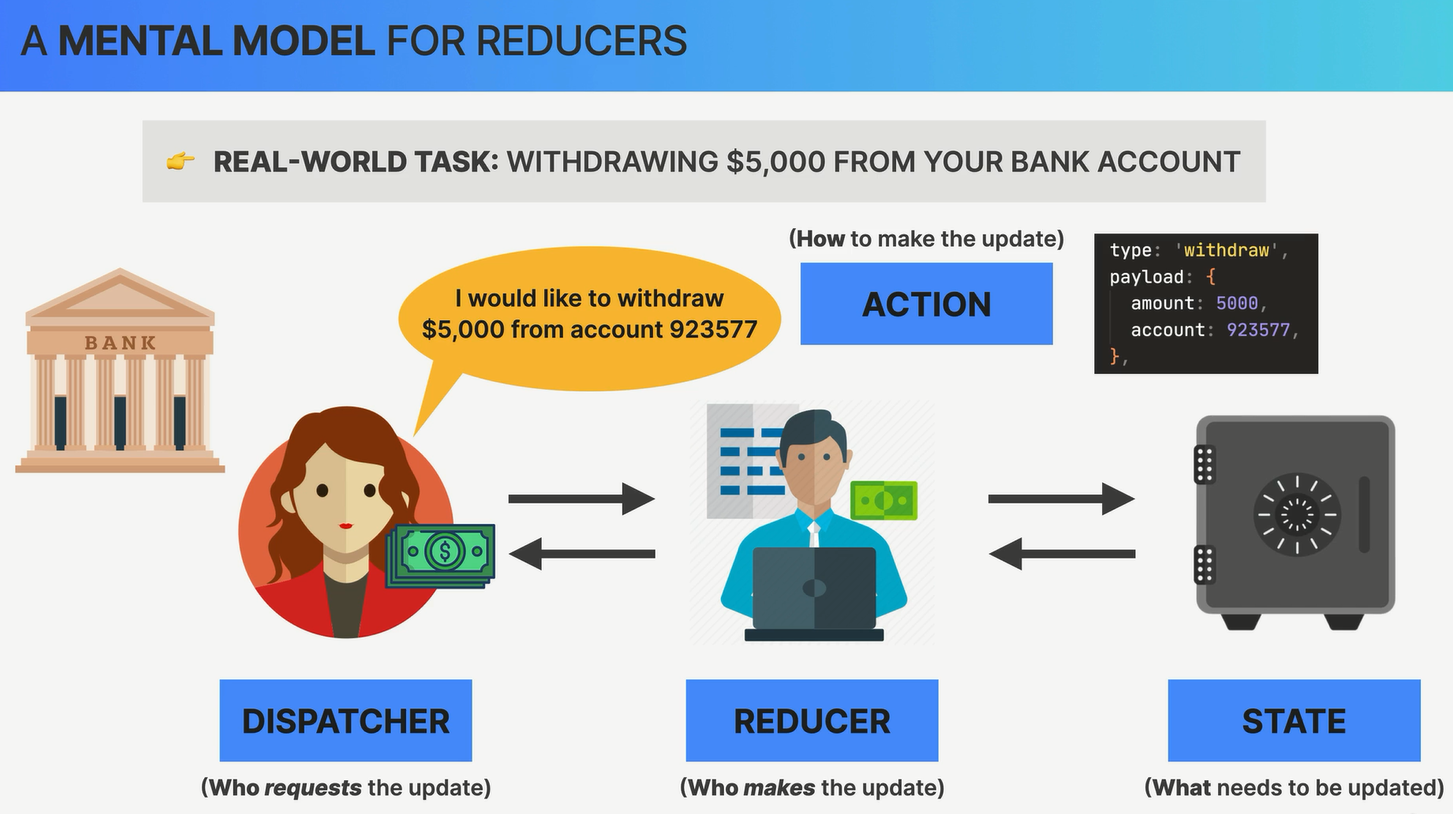 A MENTAL MODEL FOR REDUCERS
👉 REAL-WORLD TASK: WITHDRAWING $5,000 FROM YOUR BANK ACCOUNT
BANK
I would like to withdraw
$5,000 from account 923577
(How to make the update)
ACTION
type: 'withdraw',
payload: {
  amount: 5000,
  account: 923577,
},
$
DISPATCHER
(Who requests the update)
REDUCER
(Who makes the update)
STATE
(What needs to be updated)